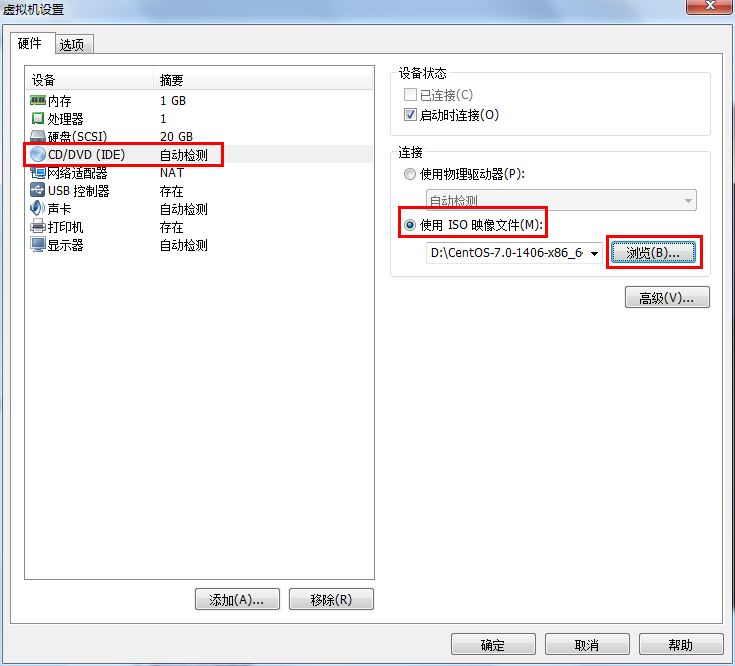 虚拟机设置
硬件 选项
设备 摘要
内存 1 GB
处理器 1
硬盘(SCSI) 20 GB
CD/DVD (IDE) 自动检测
网络适配器 NAT
USB 控制器 存在
声卡 自动检测
打印机 存在
显示器 自动检测
添加(A)... 移除(R)
设备状态
已连接(C)
启动时连接(O)
连接
使用物理驱动器(P):
自动检测
使用 ISO 映像文件(M):
D:\CentOS-7.0-1406-x86_6 浏览(B)...
高级(V)...
确定 取消 帮助